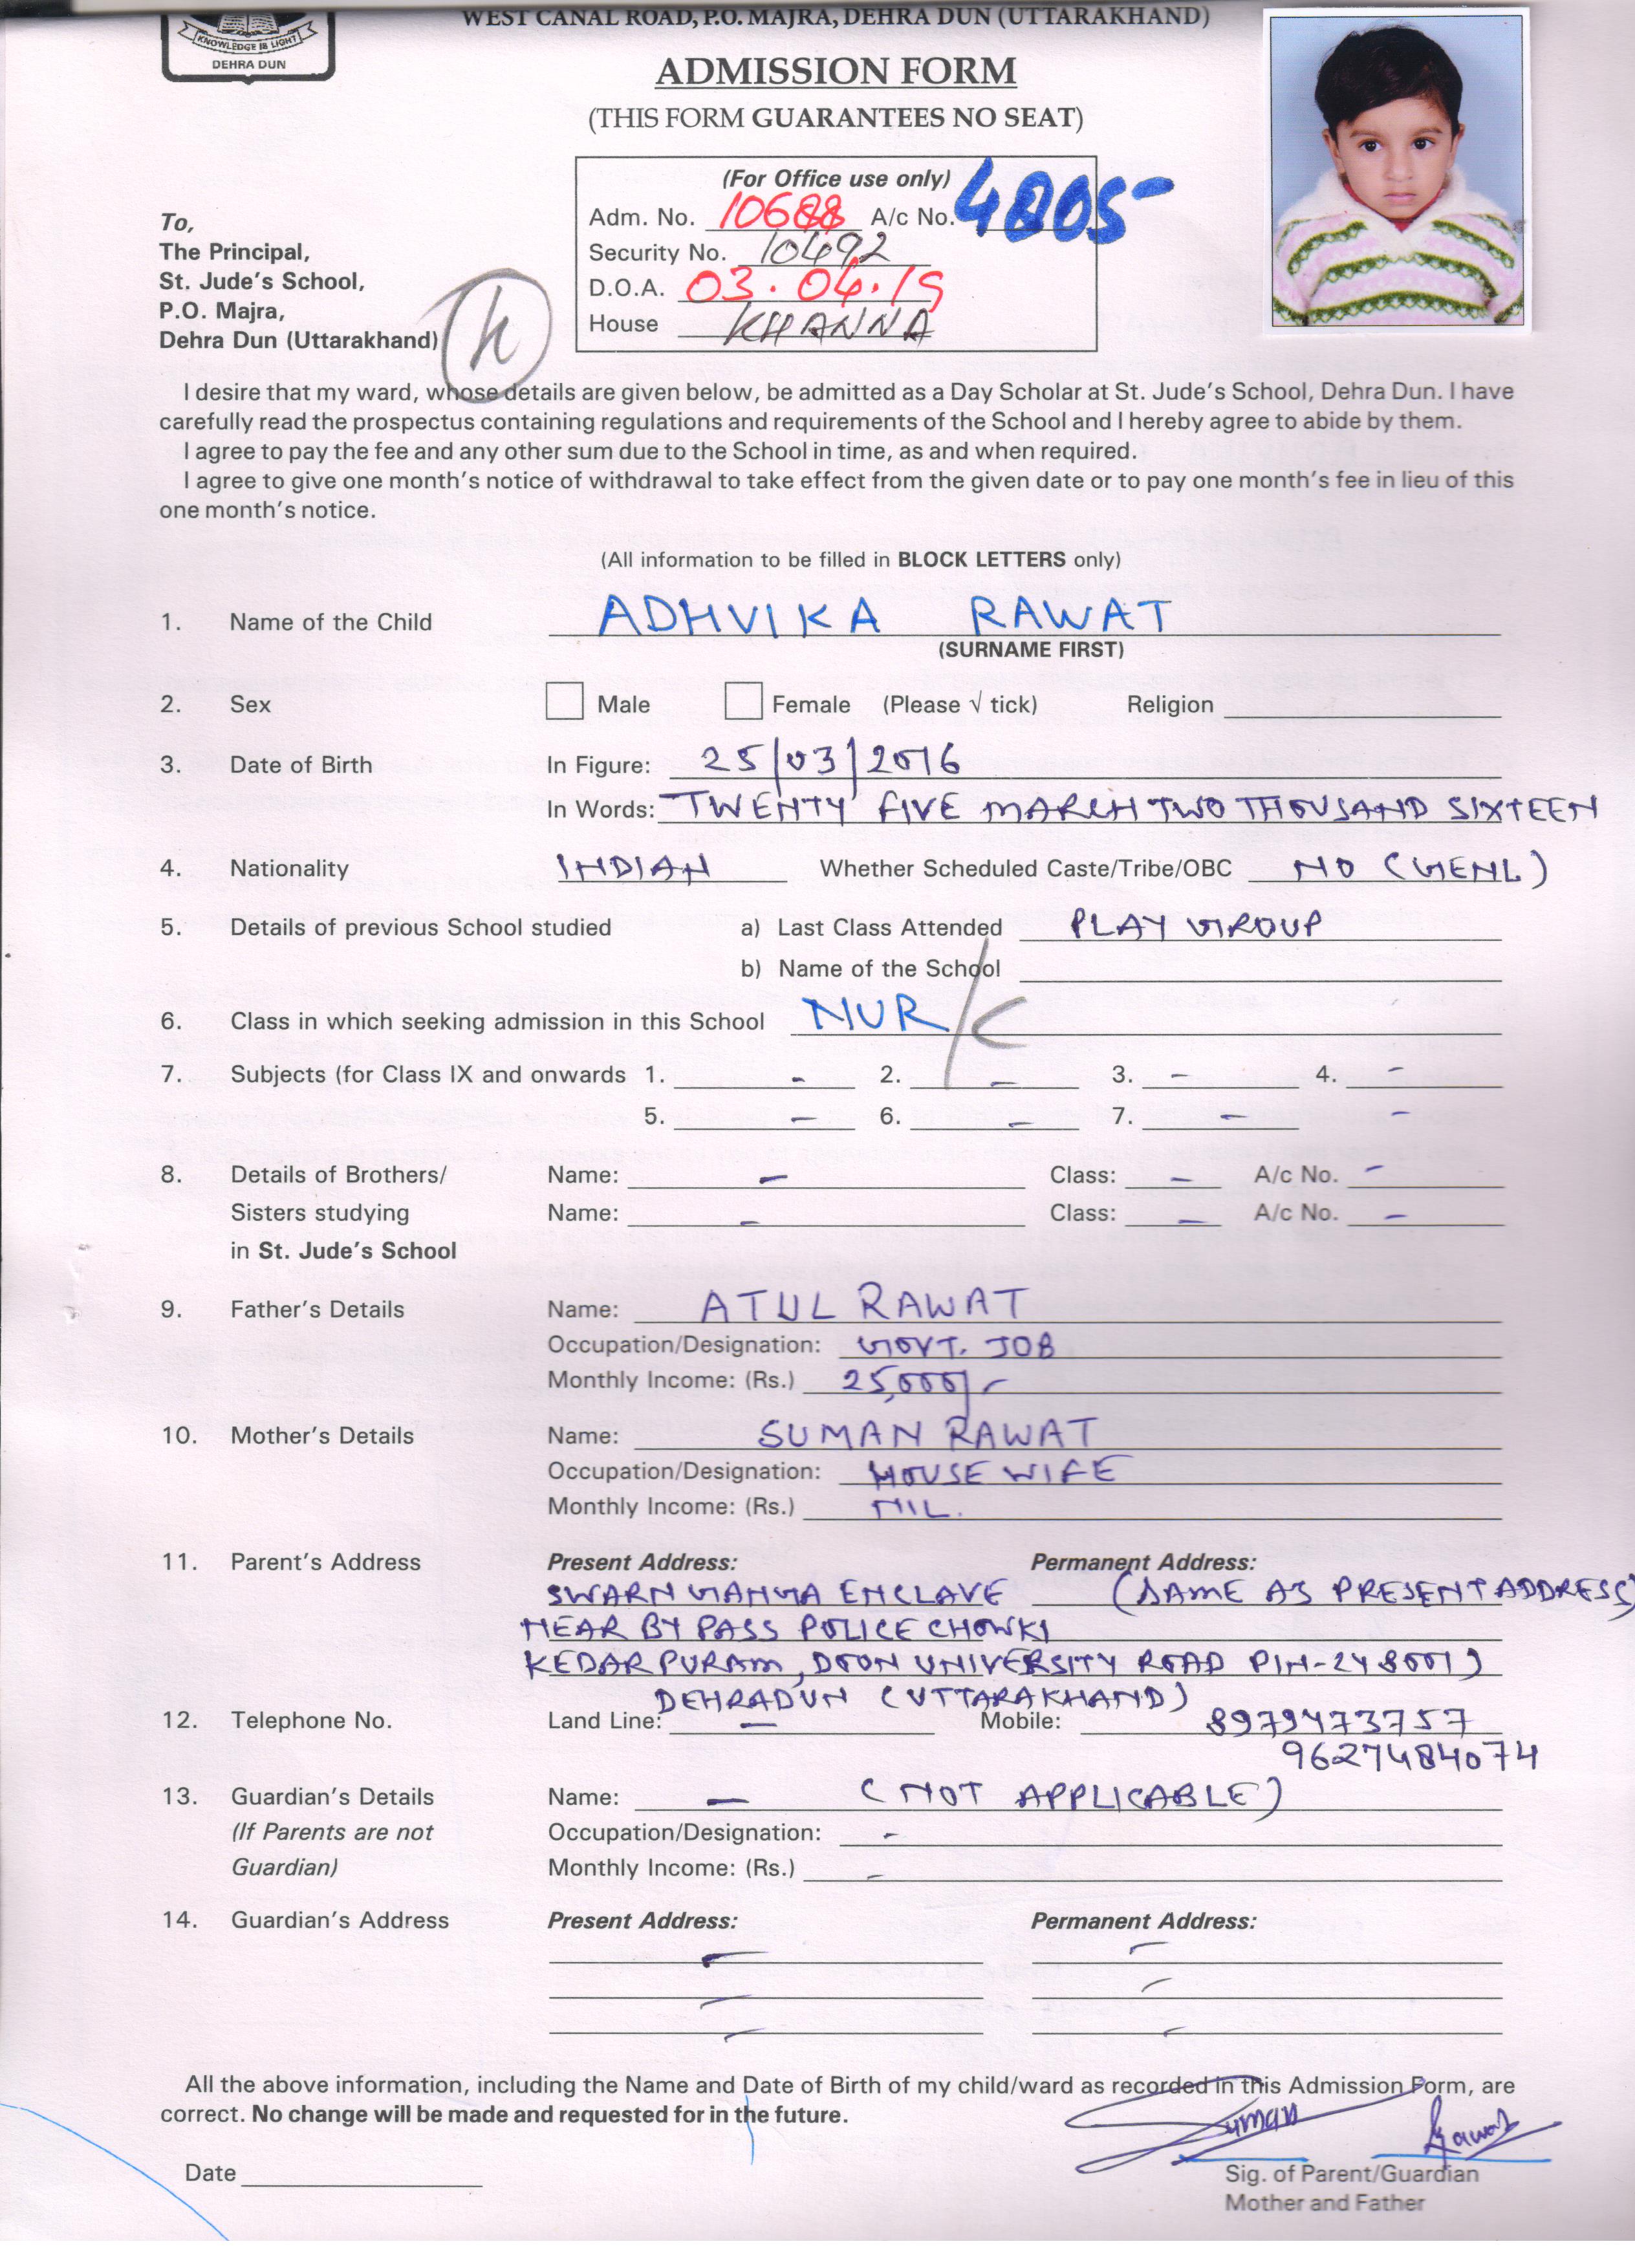 WEST CANAL ROAD, P.O. MAJRA, DEHRA DUN (UTTARAKHAND)
KNOWLEDGE IS LIGHT
DEHRA DUN
ADMISSION FORM
(THIS FORM GUARANTEES NO SEAT)
(For Office use only)
Adm. No. 10688 A/c No. 4805
Security No. 10492
D.O.A. 03.04.19
House KHANNA
To,
The Principal,
St. Jude's School,
P.O. Majra,
Dehra Dun (Uttarakhand)
I desire that my ward, whose details are given below, be admitted as a Day Scholar at St. Jude's School, Dehra Dun. I have
carefully read the prospectus containing regulations and requirements of the School and I hereby agree to abide by them.
I agree to pay the fee and any other sum due to the School in time, as and when required.
I agree to give one month's notice of withdrawal to take effect from the given date or to pay one month's fee in lieu of this
one month's notice.
(All information to be filled in BLOCK LETTERS only)
1. Name of the Child ADHVIKA RAWAT
(SURNAME FIRST)
2. Sex Male Female (Please √ tick) Religion
3. Date of Birth In Figure: 25/03/2016
In Words: TWENTY FIVE MARCH TWO THOUSAND SIXTEEN
4. Nationality INDIAN Whether Scheduled Caste/Tribe/OBC NO (GENL)
5. Details of previous School studied a) Last Class Attended PLAY GROUP
b) Name of the School
6. Class in which seeking admission in this School NUR/C
7. Subjects (for Class IX and onwards 1. - 2. - 3. - 4. -
5. - 6. - 7. - -
8. Details of Brothers/ Name: - Class: - A/c No. -
Sisters studying Name: - Class: - A/c No. -
in St. Jude's School
9. Father's Details Name: ATUL RAWAT
Occupation/Designation: GOVT. JOB
Monthly Income: (Rs.) 25,000/-
10. Mother's Details Name: SUMAN RAWAT
Occupation/Designation: HOUSE WIFE
Monthly Income: (Rs.) NIL.
11. Parent's Address Present Address: Permanent Address:
SWARN GANGA ENCLAVE (SAME AS PRESENT ADDRESS)
NEAR BY PASS POLICE CHOWKI
KEDAR PURAM, DOON UNIVERSITY ROAD PIN-248001)
DEHRADUN (UTTARAKHAND)
12. Telephone No. Land Line: - Mobile: 8979473757
9627484074
13. Guardian's Details Name: - (NOT APPLICABLE)
(If Parents are not Occupation/Designation: -
Guardian) Monthly Income: (Rs.) -
14. Guardian's Address Present Address: Permanent Address:
- -
- -
- -
All the above information, including the Name and Date of Birth of my child/ward as recorded in this Admission Form, are
correct. No change will be made and requested for in the future.
Suman Rawat
Date
Sig. of Parent/Guardian
Mother and Father